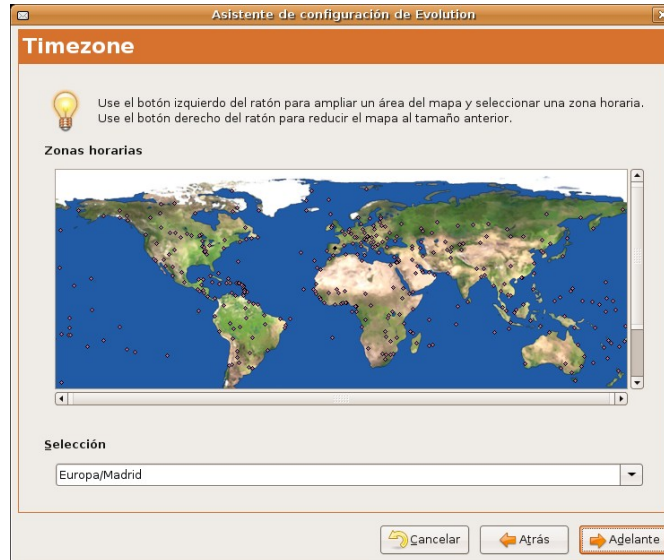 Asistente de configuración de Evolution
Timezone
Use el botón izquierdo del ratón para ampliar un área del mapa y seleccionar una zona horaria.
Use el botón derecho del ratón para reducir el mapa al tamaño anterior.
Zonas horarias
Selección
Europa/Madrid
Cancelar
Atrás
Adelante